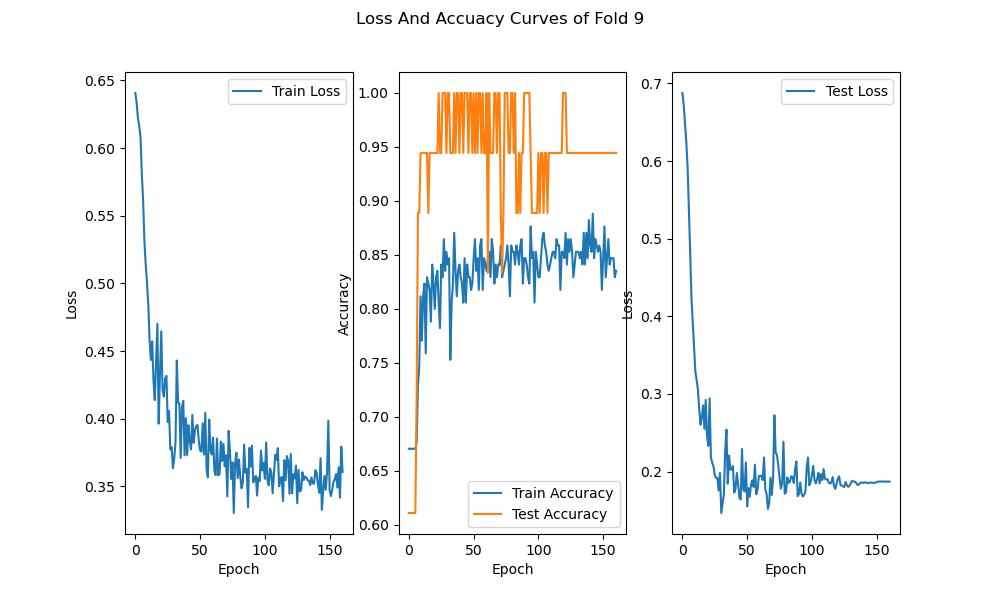 Loss And Accuacy Curves of Fold 9
Train Loss
0.65
0.60
0.55
0.50
0.45
0.40
0.35
Loss
0 50 100 150
Epoch
1.00
0.95
0.90
0.85
0.80
0.75
0.70
0.65
0.60
Accuracy
Train Accuracy
Test Accuracy
0 50 100 150
Epoch
Test Loss
0.7
0.6
0.5
0.4
0.3
0.2
Loss
0 50 100 150
Epoch